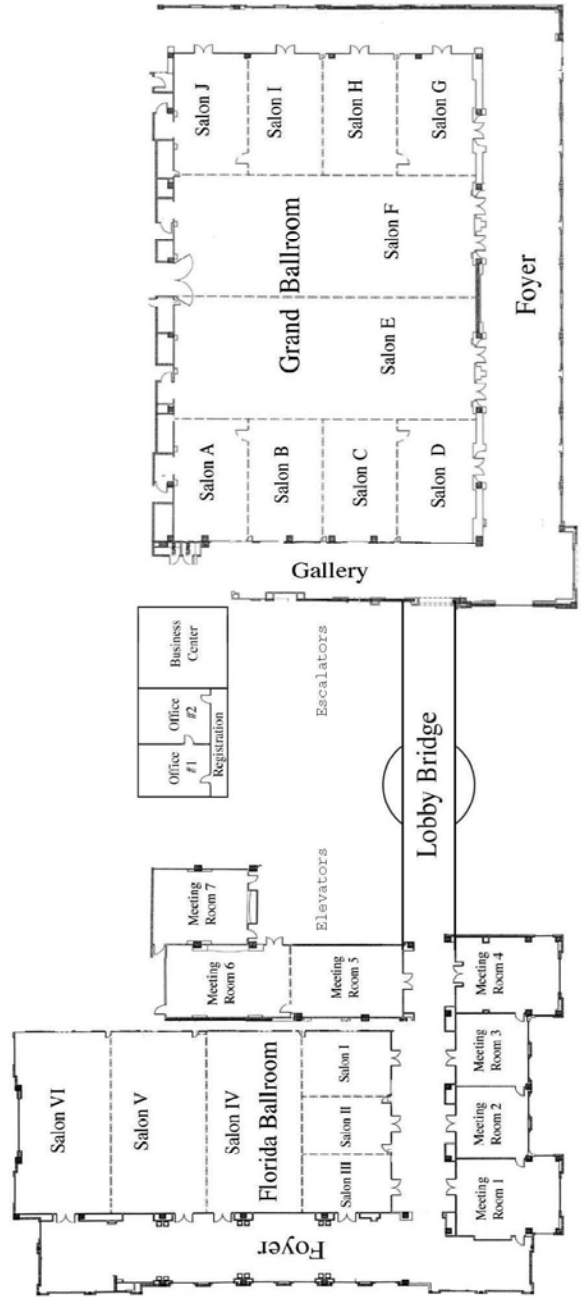 Salon VI
Salon V
Salon IV
Florida Ballroom
Salon III
Salon II
Salon I
Foyer
Meeting
Room 6
Meeting
Room 5
Meeting
Room 7
Meeting
Room 1
Meeting
Room 2
Meeting
Room 3
Meeting
Room 4
Elevators
Escalators
Lobby Bridge
Office
#1
Office
#2
Registration
Business
Center
Gallery
Salon A
Salon B
Salon C
Salon D
Grand Ballroom
Salon E
Salon F
Salon J
Salon I
Salon H
Salon G
Foyer